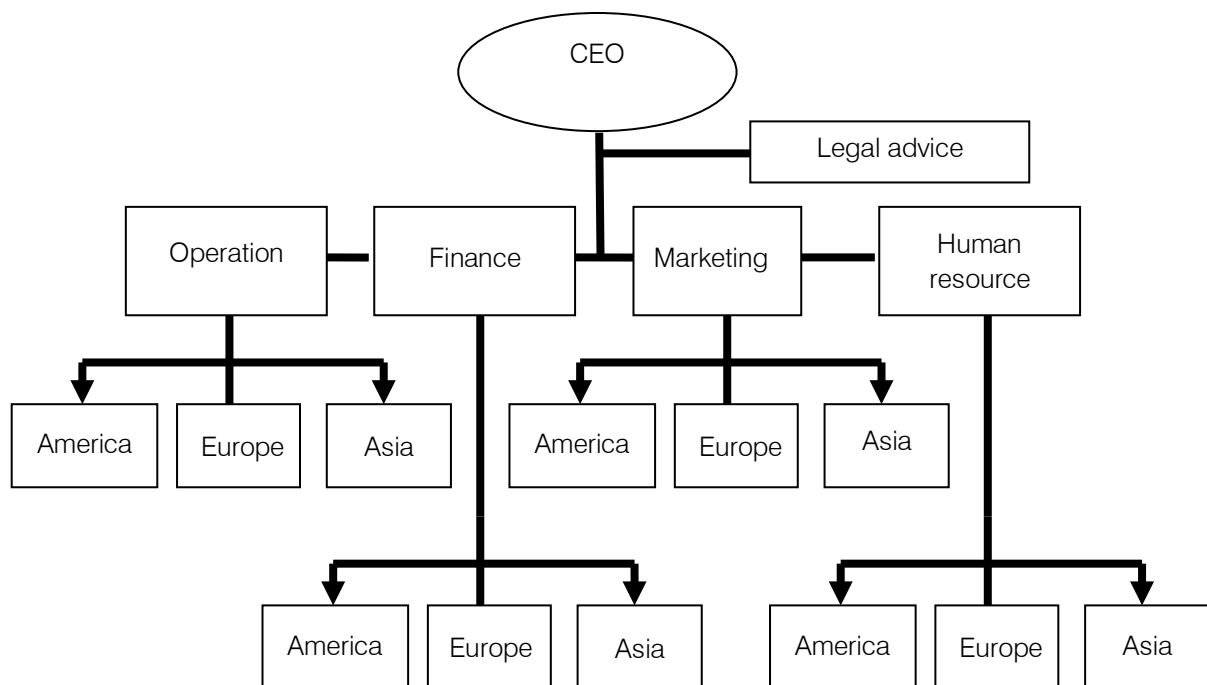 CEO
Legal advice
Operation
Finance
Marketing
Human
resource
America
Europe
Asia
America
Europe
Asia
America
Europe
Asia
America
Europe
Asia